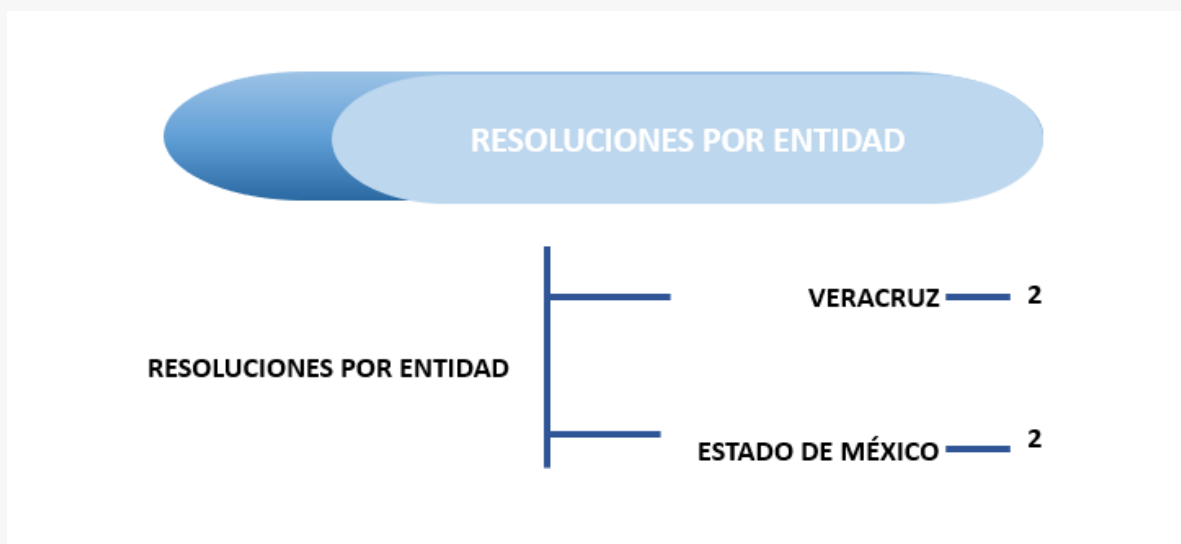 RESOLUCIONES POR ENTIDAD
VERACRUZ 2
RESOLUCIONES POR ENTIDAD
ESTADO DE MÉXICO 2